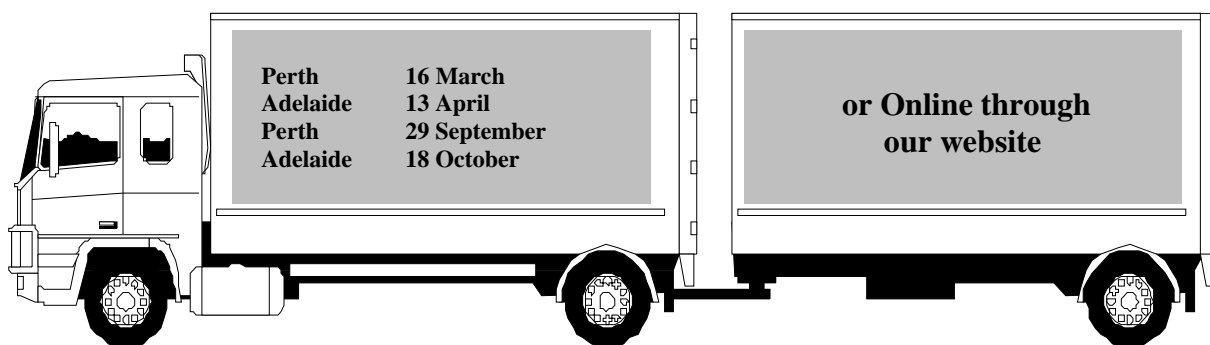 Perth 16 March
Adelaide 13 April
Perth 29 September
Adelaide 18 October
or Online through
our website